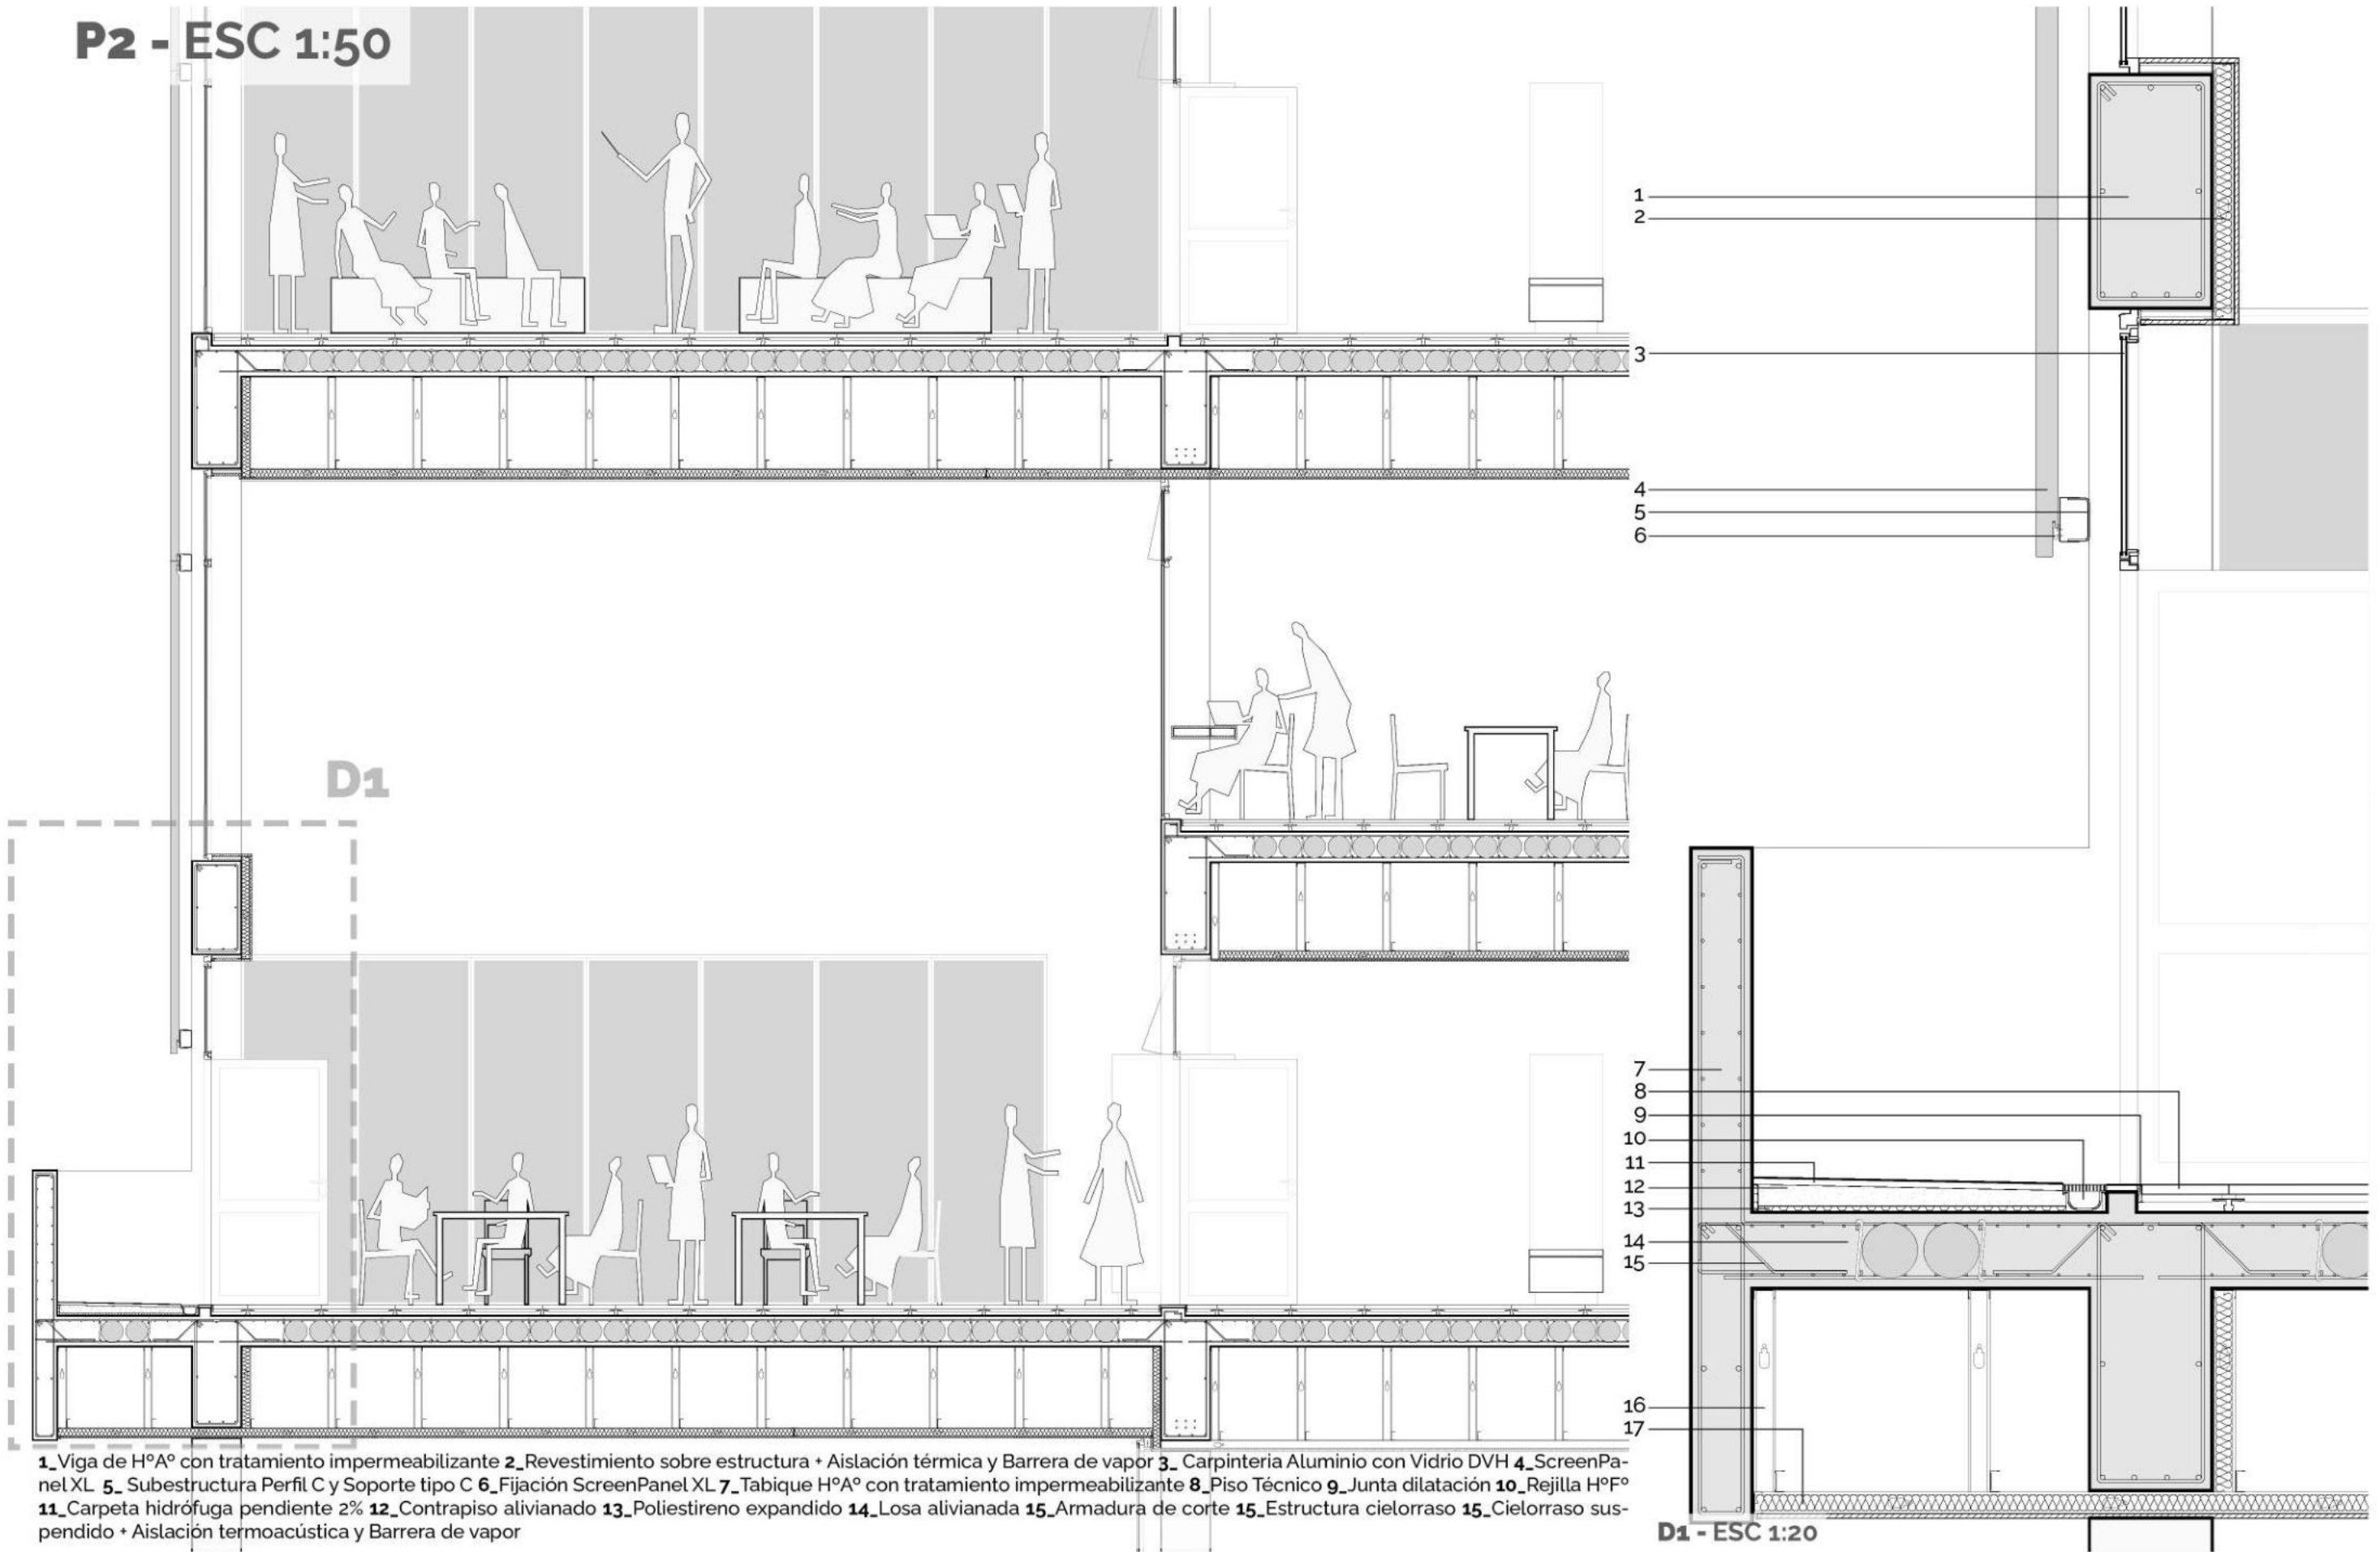 P2 - ESC 1:50
1
2
3
4
5
6
D1
7
8
9
10
11
12
13
14
15
16
17
1_Viga de H°A° con tratamiento impermeabilizante 2_Revestimiento sobre estructura + Aislación térmica y Barrera de vapor 3_ Carpinteria Aluminio con Vidrio DVH 4_ScreenPa-
nel XL 5_ Subestructura Perfil C y Soporte tipo C 6_Fijación ScreenPanel XL 7_Tabique H°A° con tratamiento impermeabilizante 8_Piso Técnico 9_Junta dilatación 10_Rejilla H°F°
11_Carpeta hidrófuga pendiente 2% 12_Contrapiso alivianado 13_Poliestireno expandido 14_Losa alivianada 15_Armadura de corte 15_Estructura cielorraso 15_Cielorraso sus-
pendido + Aislación termoacústica y Barrera de vapor
D1 - ESC 1:20